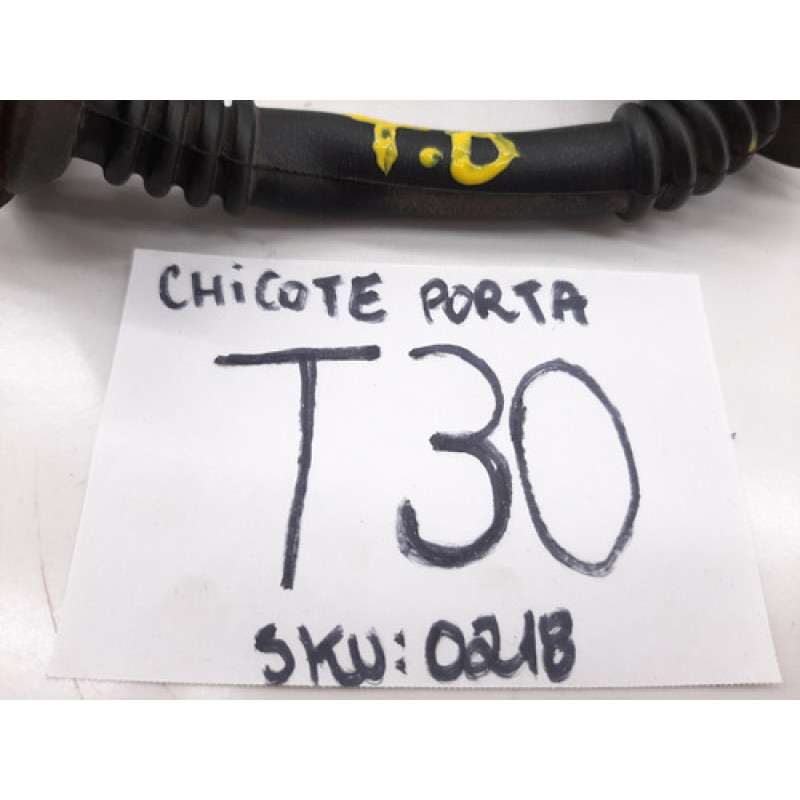 T.D
CHiCOTE PORTA
T30
SKU: 0218